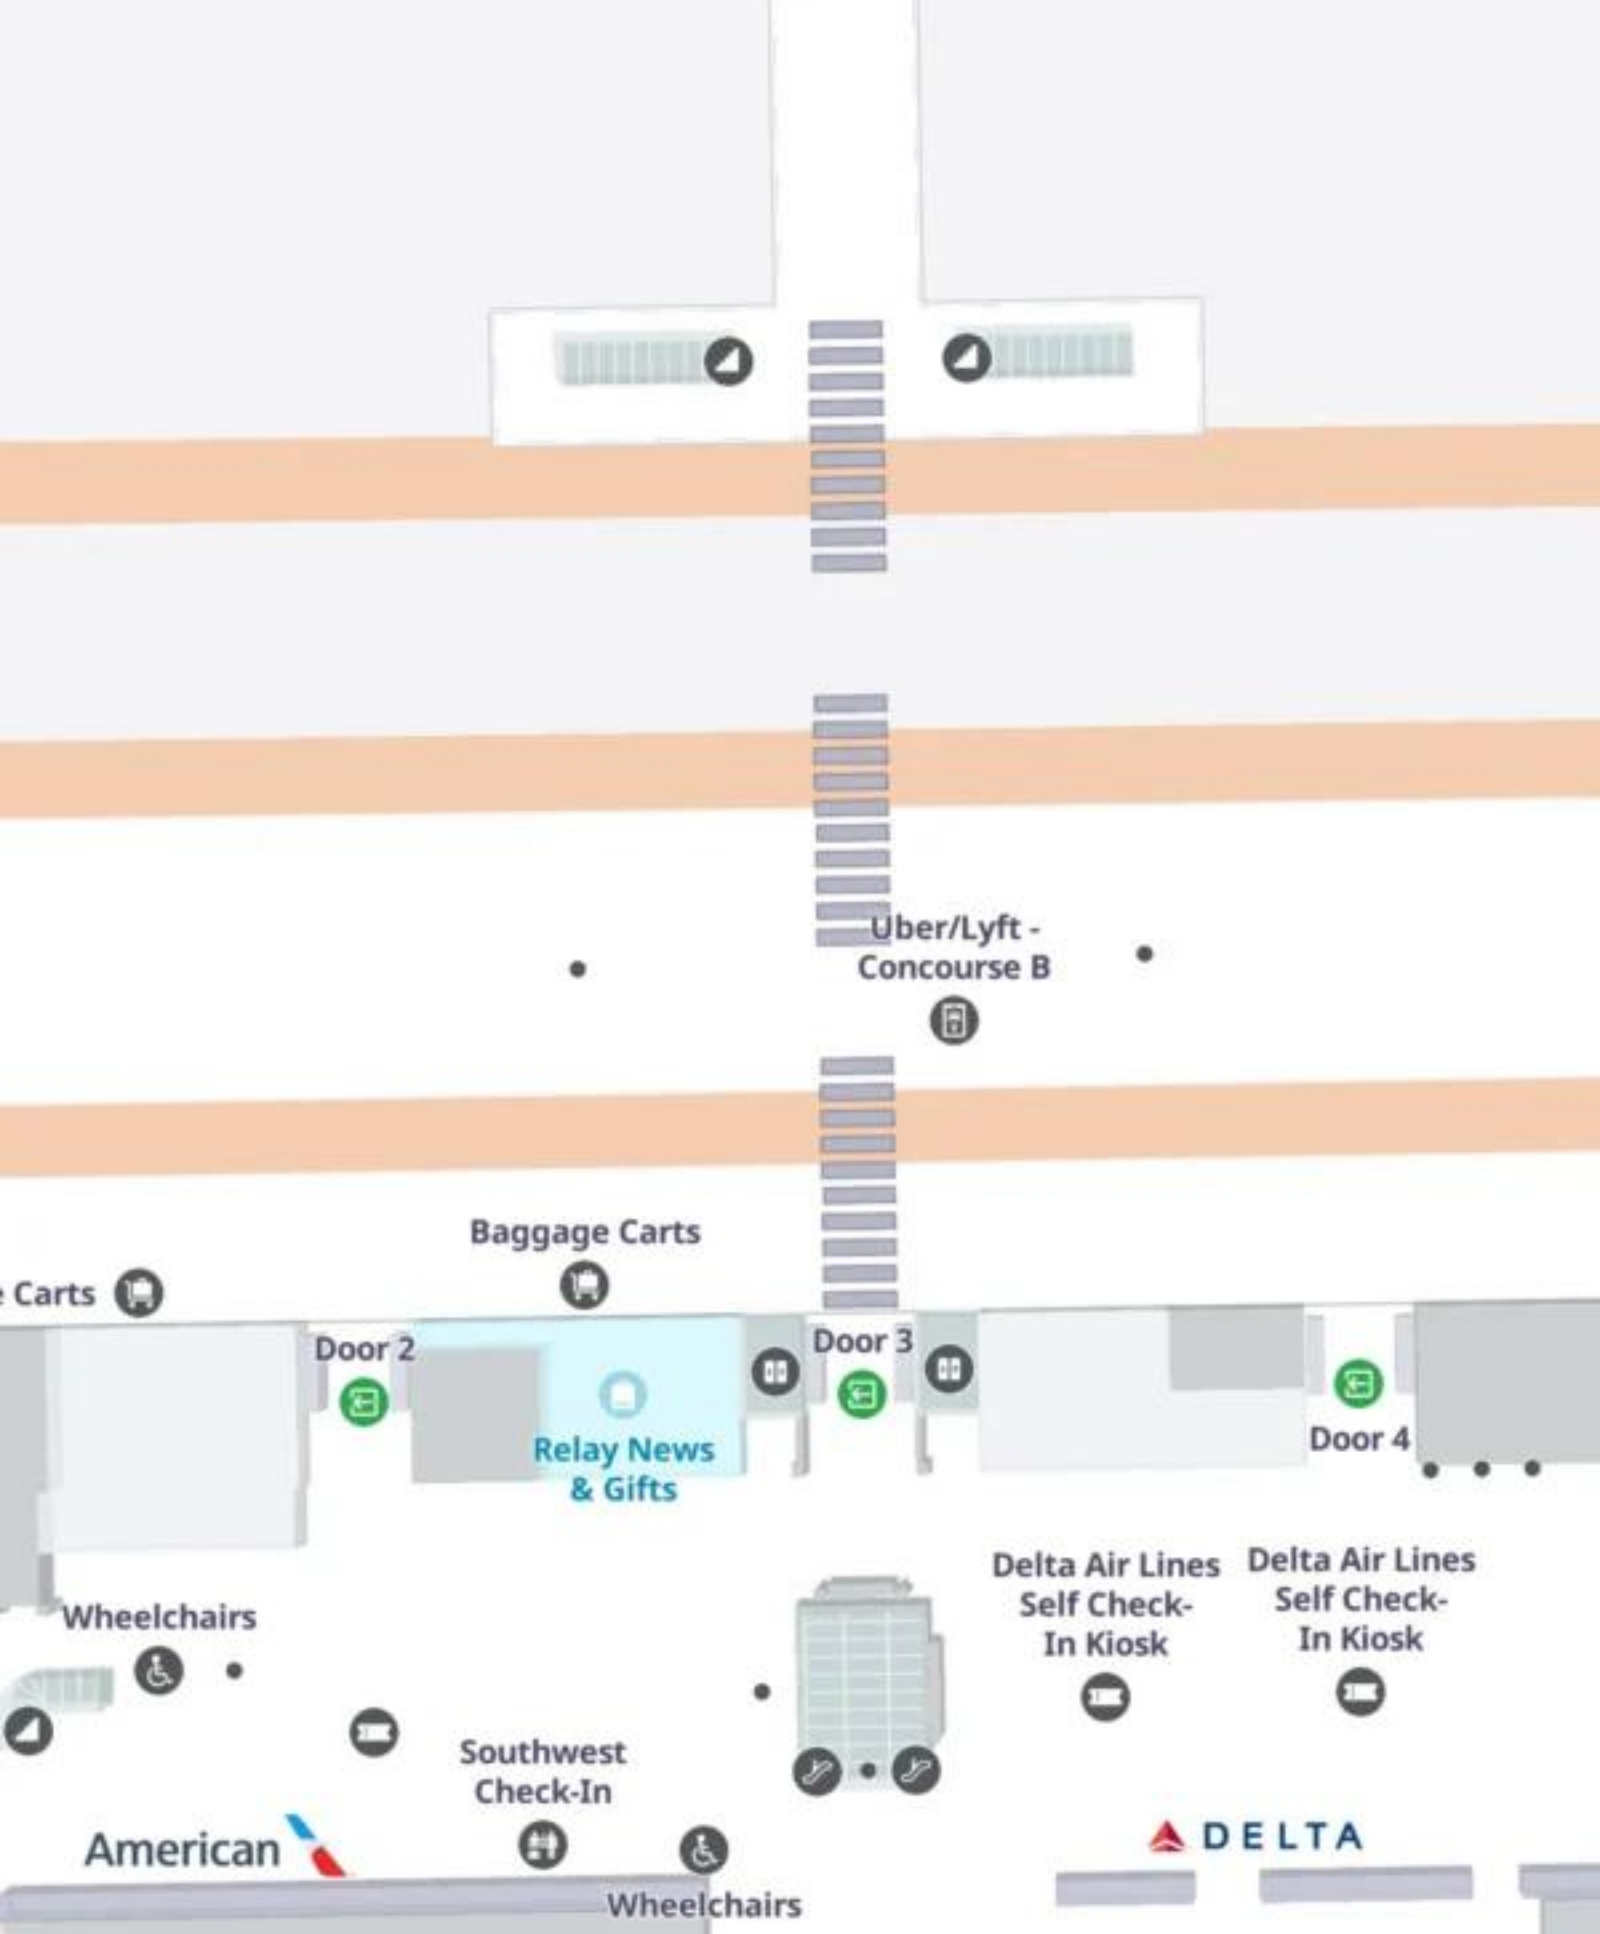 Uber/Lyft -
Concourse B
Baggage Carts
Carts
Door 2
Door 3
Door 4
Relay News
& Gifts
Delta Air Lines
Self Check-
In Kiosk
Delta Air Lines
Self Check-
In Kiosk
Wheelchairs
Southwest
Check-In
American
DELTA
Wheelchairs